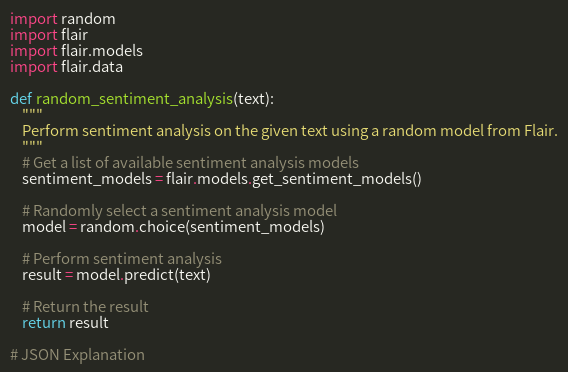 import random
import flair
import flair.models
import flair.data
def random_sentiment_analysis(text):
"""
Perform sentiment analysis on the given text using a random model from Flair.
"""
# Get a list of available sentiment analysis models
sentiment_models = flair.models.get_sentiment_models()
# Randomly select a sentiment analysis model
model = random.choice(sentiment_models)
# Perform sentiment analysis
result = model.predict(text)
# Return the result
return result
# JSON Explanation